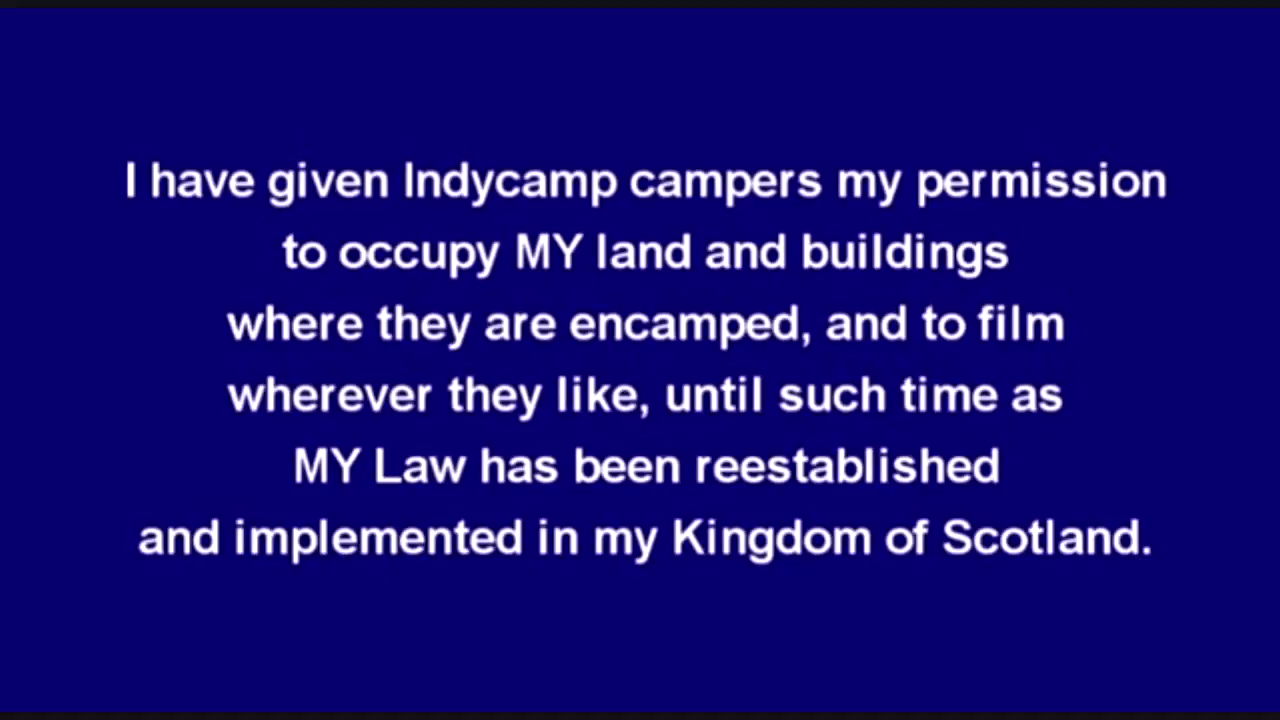 I have given Indycamp campers my permission
to occupy MY land and buildings
where they are encamped, and to film
wherever they like, until such time as
MY Law has been reestablished
and implemented in my Kingdom of Scotland.